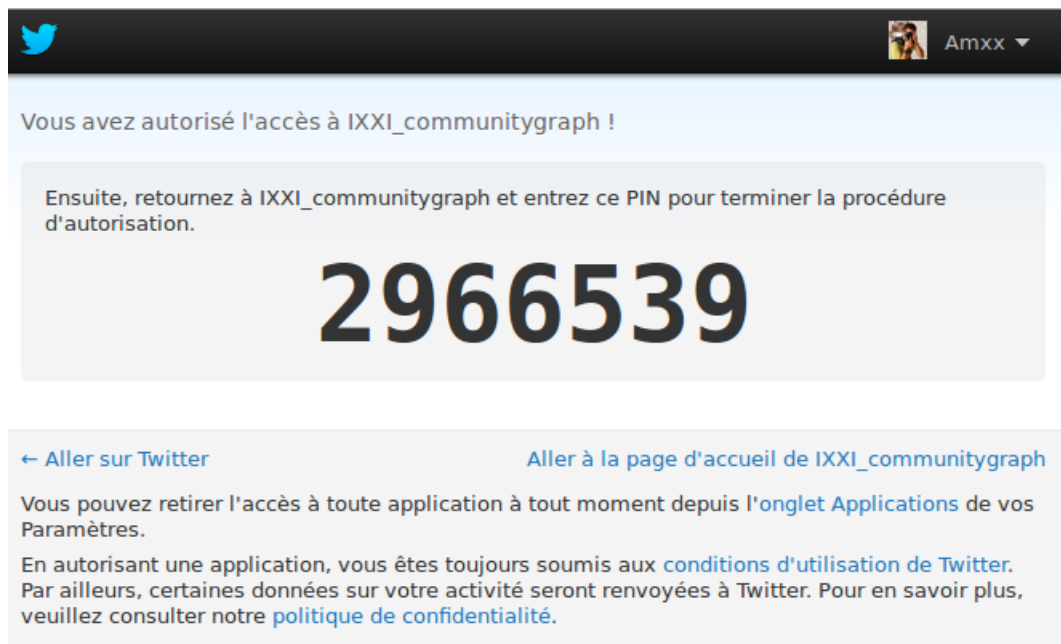 Amxx
Vous avez autorisé l'accès à IXXI_communitygraph !
Ensuite, retournez à IXXI_communitygraph et entrez ce PIN pour terminer la procédure
d'autorisation.
2966539
← Aller sur Twitter
Aller à la page d'accueil de IXXI_communitygraph
Vous pouvez retirer l'accès à toute application à tout moment depuis l'onglet Applications de vos
Paramètres.
En autorisant une application, vous êtes toujours soumis aux conditions d'utilisation de Twitter.
Par ailleurs, certaines données sur votre activité seront renvoyées à Twitter. Pour en savoir plus,
veuillez consulter notre politique de confidentialité.